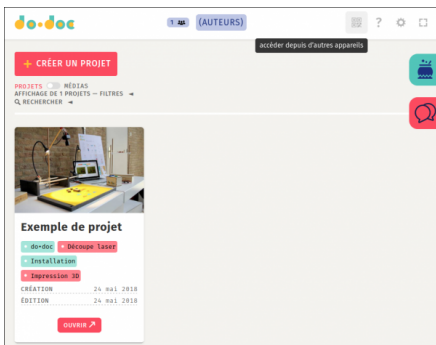 do•doc
1
(AUTEURS)
?
accéder depuis d'autres appareils
+ CRÉER UN PROJET
PROJETS MÉDIAS
AFFICHAGE DE 1 PROJETS — FILTRES ◄
RECHERCHER ◄
Exemple de projet
do•doc Découpe laser
Installation
Impression 3D
CRÉATION 24 mai 2018
ÉDITION 24 mai 2018
OUVRIR ↗